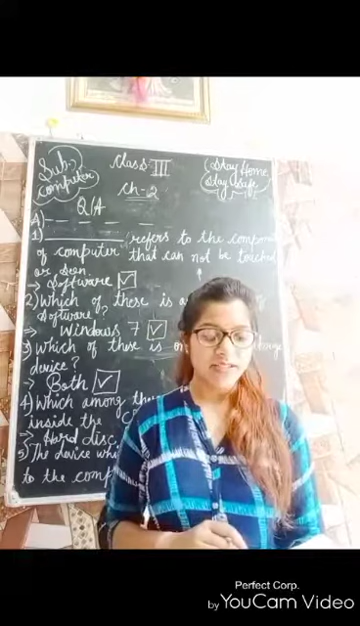 Sub:-
Computer
Class III
Stay Home
Stay Safe
Ch-2
Q/A
A)
1) ________ refers to the
of computer that can not be touched
or seen.
→ Software ✓
2) Which of these is a of
Software?
→ Windows 7 ✓
3) Which of these is
device?
→ Both ✓
4) Which among
inside the
→ Hard disc
5) The device
to the
Perfect Corp.
by YouCam Video